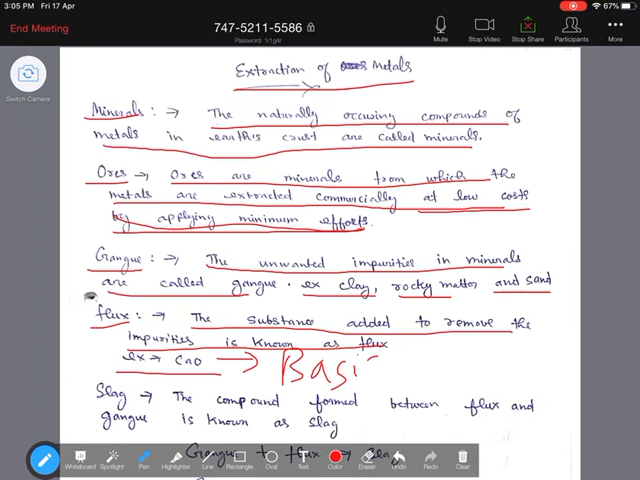 3:05 PM Fri 17 Apr
67%
End Meeting
747-5211-5586
Password: 1r1g4r
Mute
Stop Video
Stop Share
Participants
More
Switch Camera
Extraction of Metals
Minerals :→ The naturally occuring compounds of
metals in earth's crust are called minerals.
Ores → Ores are minerals from which the
metals are extracted commercially at low costs
by applying minimum efforts.
Gangue :→ The unwanted impurities in minerals
are called gangue. ex clay, rocky matter and sand
flux :→ The substance added to remove the
impurities is known as flux
ex → CaO → Basi
Slag → The compound formed between flux and
gangue is known as slag
Gangue + flux → Slag
Whiteboard
Spotlight
Pen
Highlighter
Line
Rectangle
Oval
Text
Color
Eraser
Undo
Redo
Clear